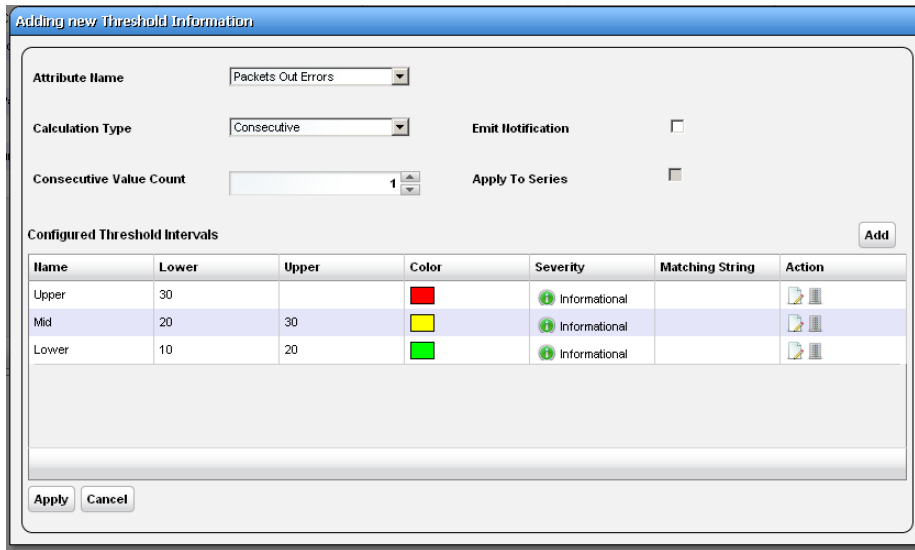 Adding new Threshold Information
Attribute Name Packets Out Errors
Calculation Type Consecutive Emit Notification
Consecutive Value Count 1 Apply To Series
Configured Threshold Intervals Add
Name Lower Upper Color Severity Matching String Action
Upper 30 Informational
Mid 20 30 Informational
Lower 10 20 Informational
Apply Cancel